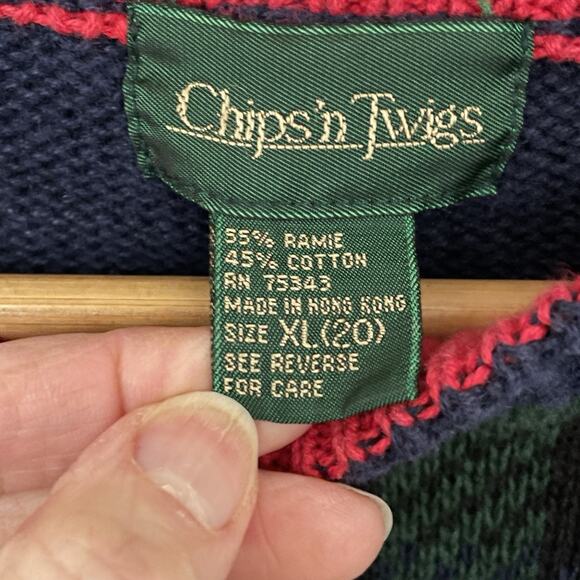 Chips'n Twigs
55% RAMIE
45% COTTON
RN 75343
MADE IN HONG KONG
SIZE XL(20)
SEE REVERSE
FOR CARE